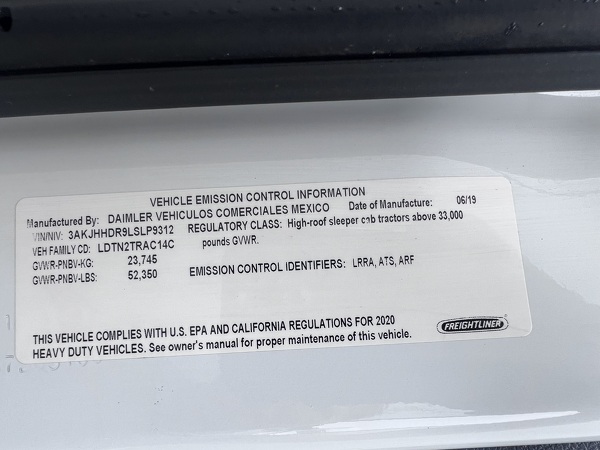 VEHICLE EMISSION CONTROL INFORMATION
Manufactured By: DAIMLER VEHICULOS COMERCIALES MEXICO Date of Manufacture: 06/19
VIN/NIV: 3AKJHHDR9LSLP9312 REGULATORY CLASS: High-roof sleeper cab tractors above 33,000
VEH FAMILY CD: LDTN2TRAC14C pounds GVWR.
GVWR-PNBV-KG: 23,745
GVWR-PNBV-LBS: 52,350 EMISSION CONTROL IDENTIFIERS: LRRA, ATS, ARF
THIS VEHICLE COMPLIES WITH U.S. EPA AND CALIFORNIA REGULATIONS FOR 2020
HEAVY DUTY VEHICLES. See owner's manual for proper maintenance of this vehicle.
FREIGHTLINER